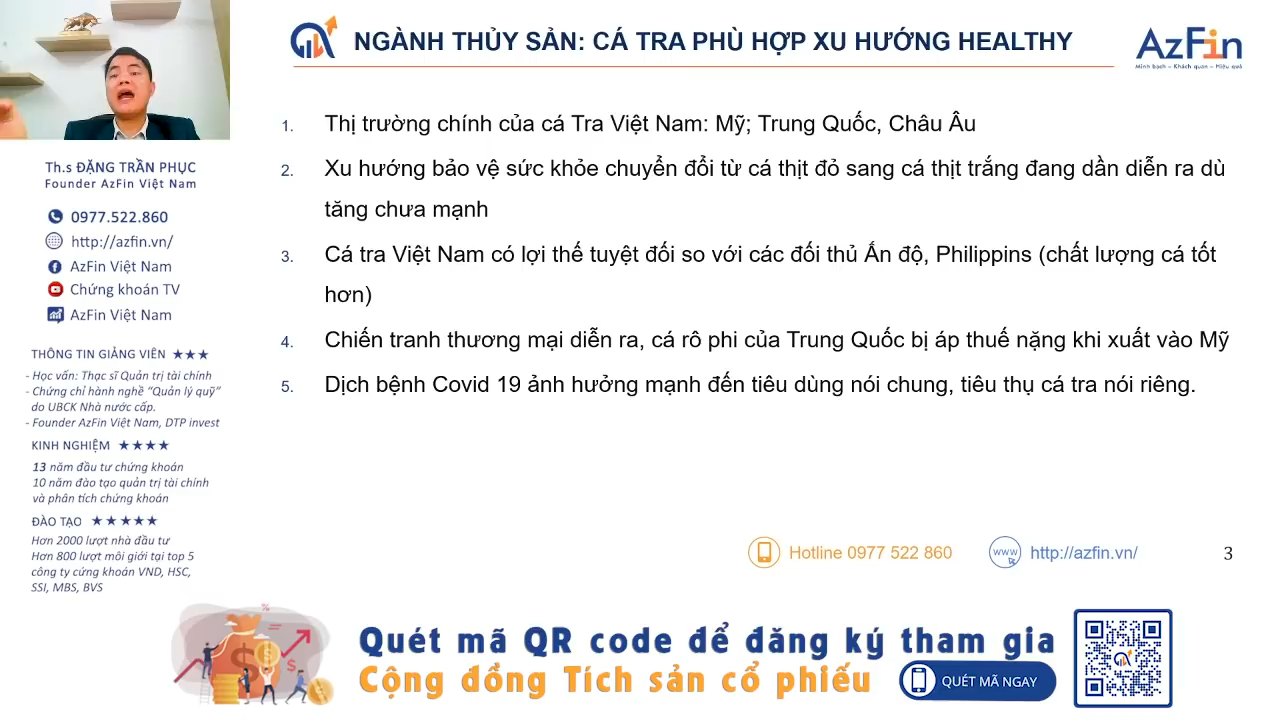 NGÀNH THỦY SẢN: CÁ TRA PHÙ HỢP XU HƯỚNG HEALTHY
AzFin
Minh bạch – Khách quan – Hiệu quả
Th.s ĐẶNG TRẦN PHỤC
Founder AzFin Việt Nam
0977.522.860
http://azfin.vn/
AzFin Việt Nam
Chứng khoán TV
AzFin Việt Nam
THÔNG TIN GIẢNG VIÊN ★★★
- Học vấn: Thạc sĩ Quản trị tài chính
- Chứng chỉ hành nghề “Quản lý quỹ”
do UBCK Nhà nước cấp.
- Founder AzFin Việt Nam, DTP invest
KINH NGHIỆM ★★★★
13 năm đầu tư chứng khoán
10 năm đào tạo quản trị tài chính
và phân tích chứng khoán
ĐÀO TẠO ★★★★★
Hơn 2000 lượt nhà đầu tư
Hơn 800 lượt môi giới tại top 5
công ty cứng khoán VND, HSC,
SSI, MBS, BVS
1. Thị trường chính của cá Tra Việt Nam: Mỹ; Trung Quốc, Châu Âu
2. Xu hướng bảo vệ sức khỏe chuyển đổi từ cá thịt đỏ sang cá thịt trắng đang dần diễn ra dù
tăng chưa mạnh
3. Cá tra Việt Nam có lợi thế tuyệt đối so với các đối thủ Ấn độ, Philippins (chất lượng cá tốt
hơn)
4. Chiến tranh thương mại diễn ra, cá rô phi của Trung Quốc bị áp thuế nặng khi xuất vào Mỹ
5. Dịch bệnh Covid 19 ảnh hưởng mạnh đến tiêu dùng nói chung, tiêu thụ cá tra nói riêng.
Hotline 0977 522 860
www
http://azfin.vn/
3
Quét mã QR code để đăng ký tham gia
Cộng đồng Tích sản cổ phiếu
QUÉT MÃ NGAY